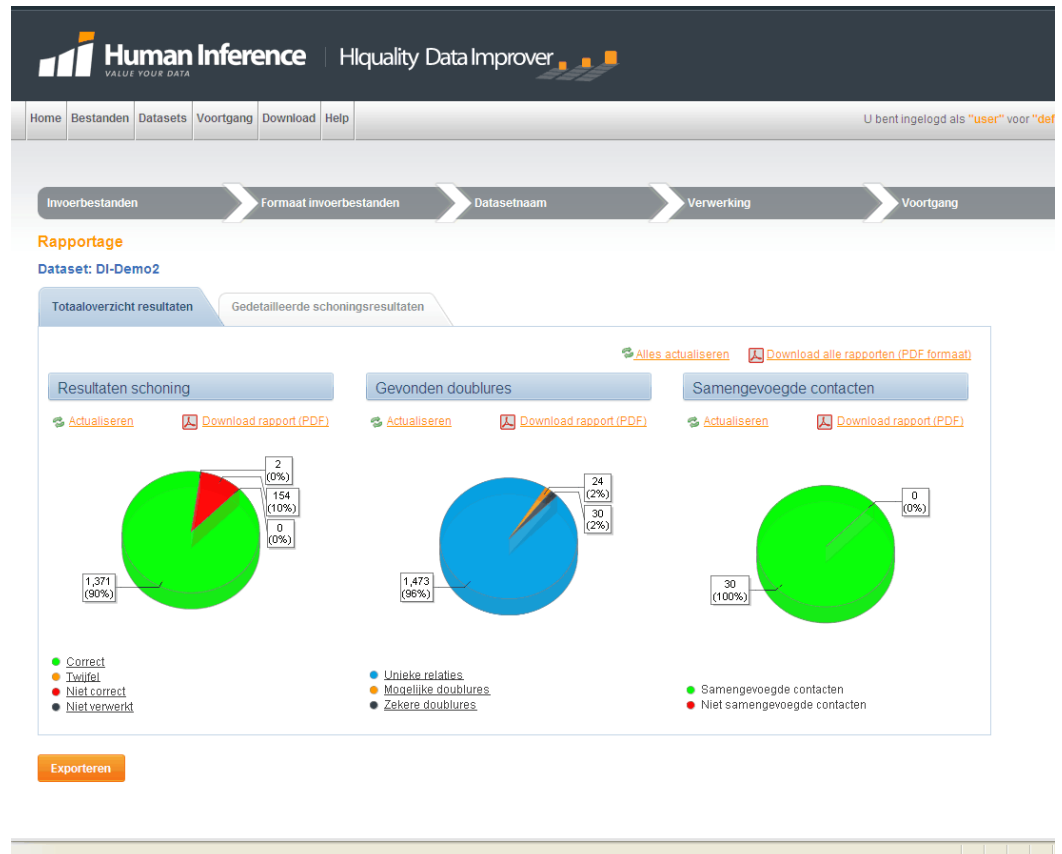 Human Inference
VALUE YOUR DATA
HIquality Data Improver
Home Bestanden Datasets Voortgang Download Help
U bent ingelogd als "user" voor "def
Invoerbestanden Formaat invoerbestanden Datasetnaam Verwerking Voortgang
Rapportage
Dataset: DI-Demo2
Totaaloverzicht resultaten Gedetailleerde schoningsresultaten
Alles actualiseren Download alle rapporten (PDF formaat)
Resultaten schoning
Actualiseren Download rapport (PDF)
2
(0%)
154
(10%)
0
(0%)
1,371
(90%)
Correct
Twijfel
Niet correct
Niet verwerkt
Gevonden doublures
Actualiseren Download rapport (PDF)
24
(2%)
30
(2%)
1,473
(96%)
Unieke relaties
Mogelijke doublures
Zekere doublures
Samengevoegde contacten
Actualiseren Download rapport (PDF)
0
(0%)
30
(100%)
Samengevoegde contacten
Niet samengevoegde contacten
Exporteren